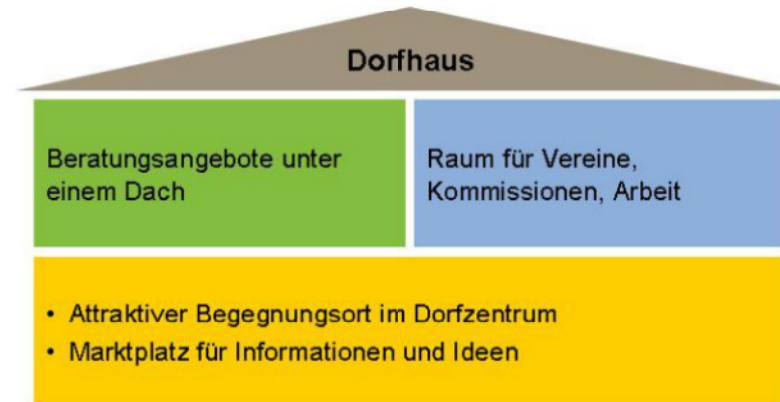 Dorfhaus
Beratungsangebote unter
einem Dach
Raum für Vereine,
Kommissionen, Arbeit
• Attraktiver Begegnungsort im Dorfzentrum
• Marktplatz für Informationen und Ideen